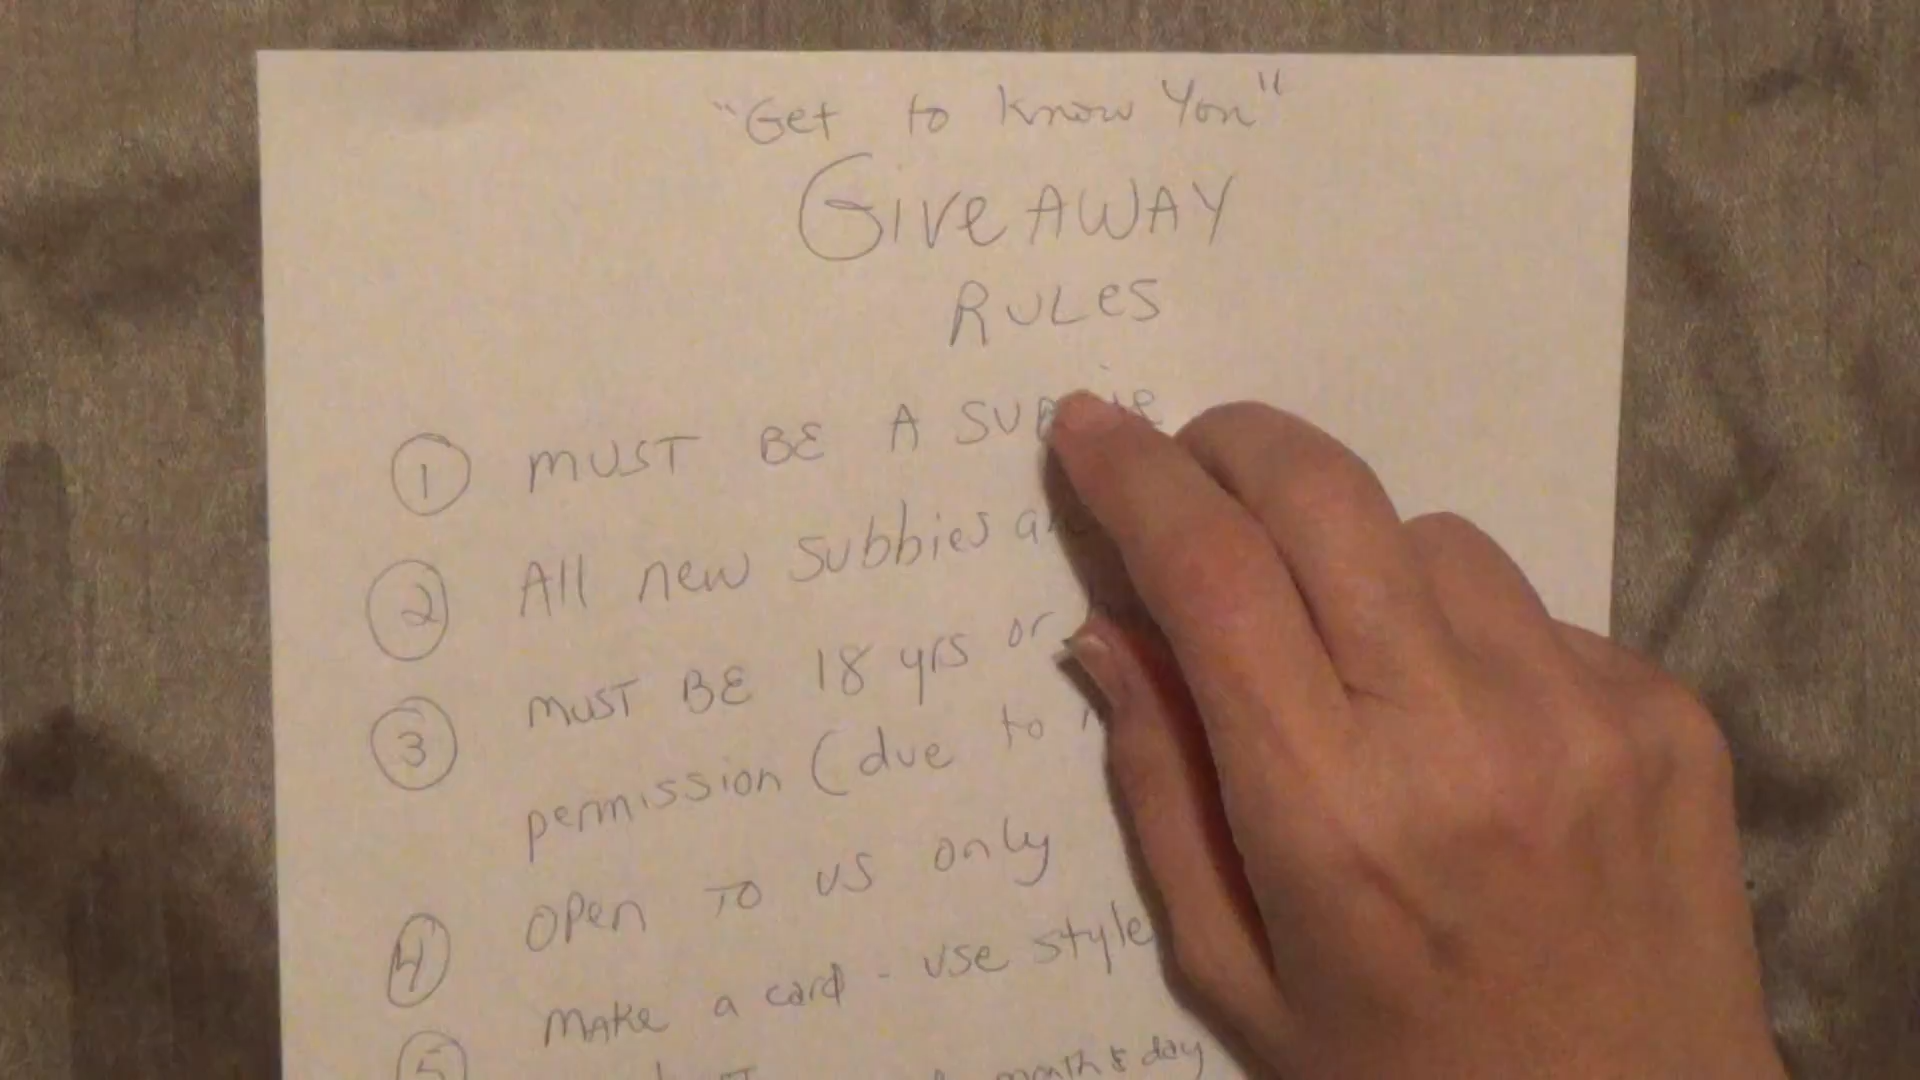 "Get to know You"
GiveAWAY
RULES
① MUST BE A SUBBIE
② All new subbies
③ MUST BE 18 yrs or
permission (due to
④ open TO US only
⑤ MAKE a card - use style
month & day